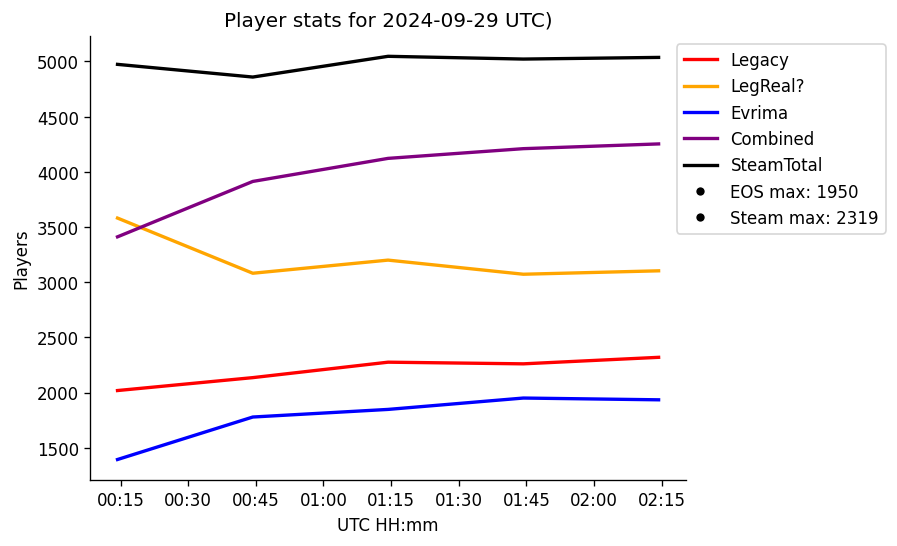 Player stats for 2024-09-29 UTC)
Players
5000
4500
4000
3500
3000
2500
2000
1500
00:15 00:30 00:45 01:00 01:15 01:30 01:45 02:00 02:15
UTC HH:mm
Legacy
LegReal?
Evrima
Combined
SteamTotal
EOS max: 1950
Steam max: 2319